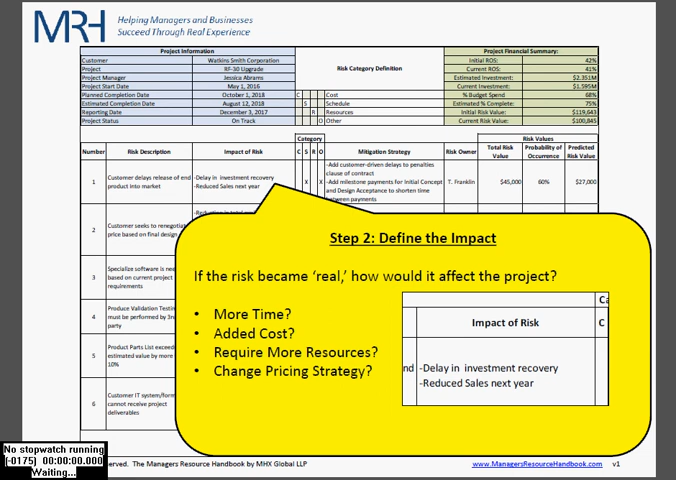 MRH
Helping Managers and Businesses
Succeed Through Real Experience
Project Information
Customer Watkins Smith Corporation
Project RF-30 Upgrade
Project Manager Jessica Abrams
Project Start Date May 1, 2016
Planned Completion Date October 1, 2018
Estimated Completion Date August 12, 2018
Reporting Date December 3, 2017
Project Status On Track
Risk Category Definition
C Cost
S Schedule
R Resources
O Other
Project Financial Summary:
Initial ROS: 42%
Current ROS: 41%
Estimated Investment: $2.351M
Current Investment: $1.595M
% Budget Spend 68%
Estimated % Complete: 75%
Initial Risk Value: $119,643
Current Risk Value: $100,845
Category
Risk Values
Number Risk Description Impact of Risk C S R O Mitigation Strategy Risk Owner Total Risk Value Probability of Occurrence Predicted Risk Value
1
Customer delays release of end
product into market
-Delay in investment recovery
-Reduced Sales next year
X X
-Add customer-driven delays to penalties
clause of contract
-Add milestone payments for Initial Concept
and Design Acceptance to shorten time
between payments
T. Franklin $45,000 60% $27,000
2
Customer seeks to renegotiate
price based on final design
3
Specialize software is
based on current project
requirements
4
Produce Validation
must be performed by
party
5
Product Parts List
estimated value by more
10%
6
Customer IT
cannot receive project
deliverables
Step 2: Define the Impact
If the risk became ‘real,’ how would it affect the project?
• More Time?
• Added Cost?
• Require More Resources?
• Change Pricing Strategy?
Impact of Risk C
nd -Delay in investment recovery
-Reduced Sales next year
No stopwatch running
(-0175) 00:00:00.000
Waiting...
erved. The Managers Resource Handbook by MHX Global LLP
www.ManagersResourceHandbook.com v1